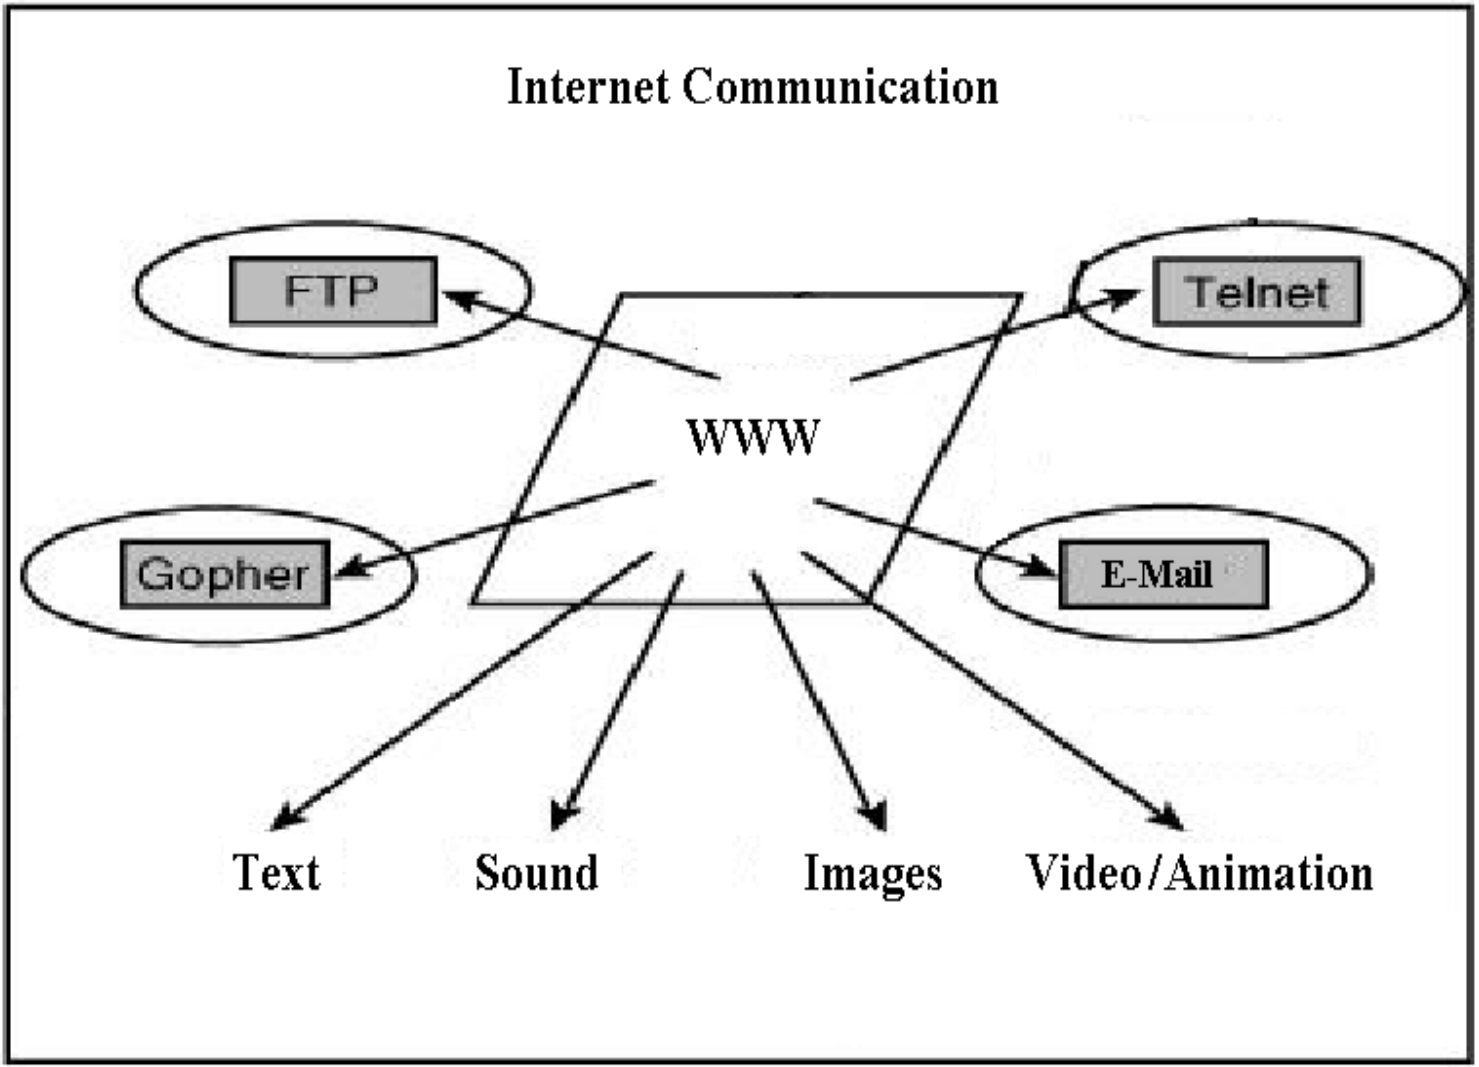 Internet Communication
FTP
Telnet
WWW
Gopher
E-Mail
Text
Sound
Images
Video/Animation